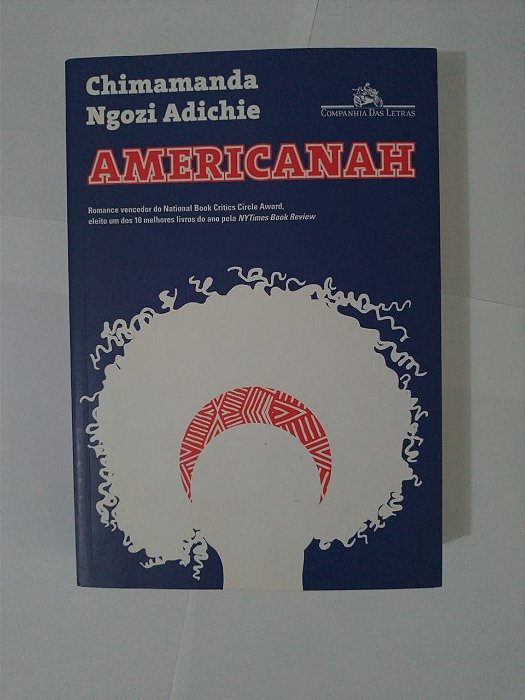 Chimamanda
Ngozi Adichie
COMPANHIA DAS LETRAS
AMERICANAH
Romance vencedor do National Book Critics Circle Award,
eleito um dos 10 melhores livros do ano pela NYTimes Book Review